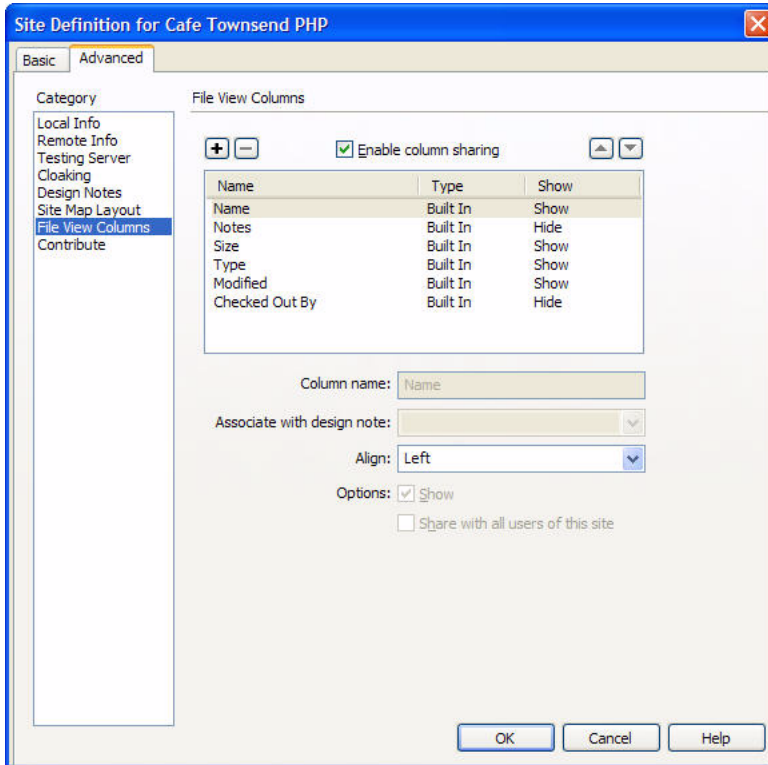 Site Definition for Cafe Townsend PHP
Basic Advanced
Category
Local Info
Remote Info
Testing Server
Cloaking
Design Notes
Site Map Layout
File View Columns
Contribute
File View Columns
Enable column sharing
Name Type Show
Name Built In Show
Notes Built In Hide
Size Built In Show
Type Built In Show
Modified Built In Show
Checked Out By Built In Hide
Column name: Name
Associate with design note:
Align: Left
Options: Show
Share with all users of this site
OK Cancel Help